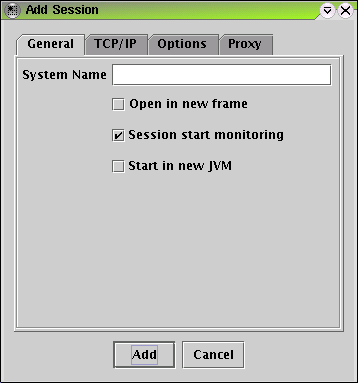 Add Session
General TCP/IP Options Proxy
System Name
Open in new frame
Session start monitoring
Start in new JVM
Add Cancel